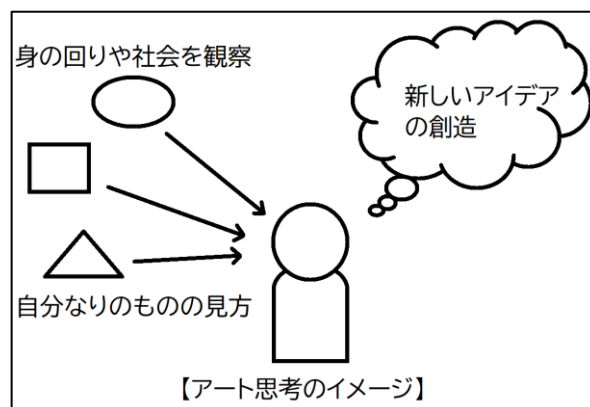 身の回りや社会を観察
新しいアイデア
の創造
自分なりのものの見方
【アート思考のイメージ】